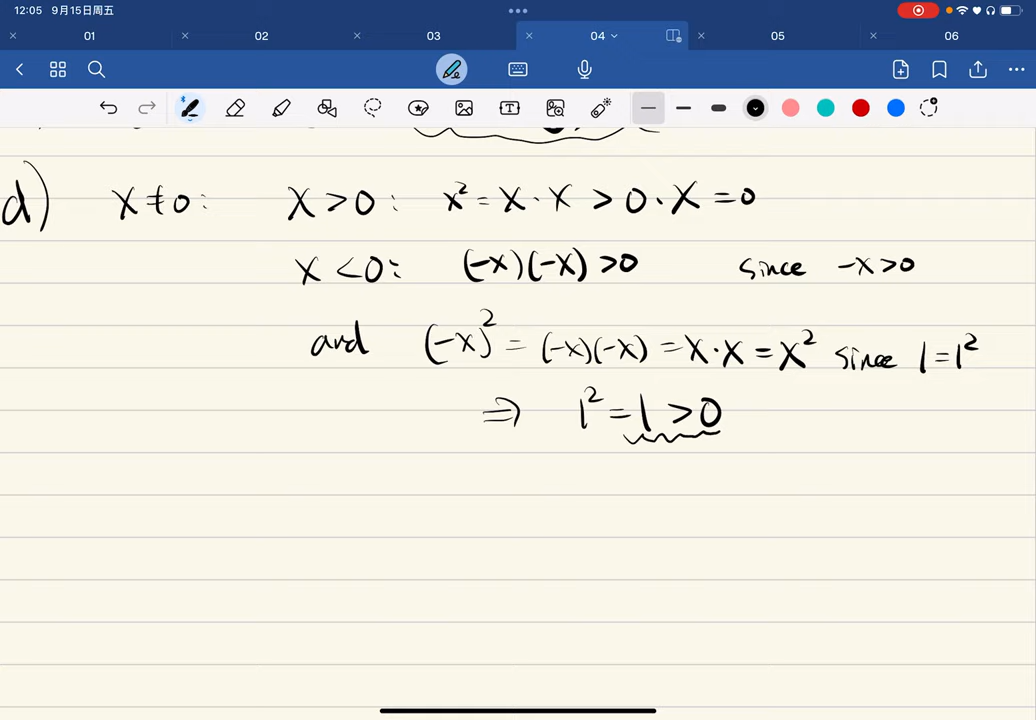 12:05 9月15日周五
01 02 03 04 05 06
d) x ≠ 0: x > 0: x² = x · x > 0 · x = 0
x < 0: (-x)(-x) > 0 since -x > 0
and (-x)² = (-x)(-x) = x · x = x² since 1 = 1²
⇒ 1² = 1 > 0